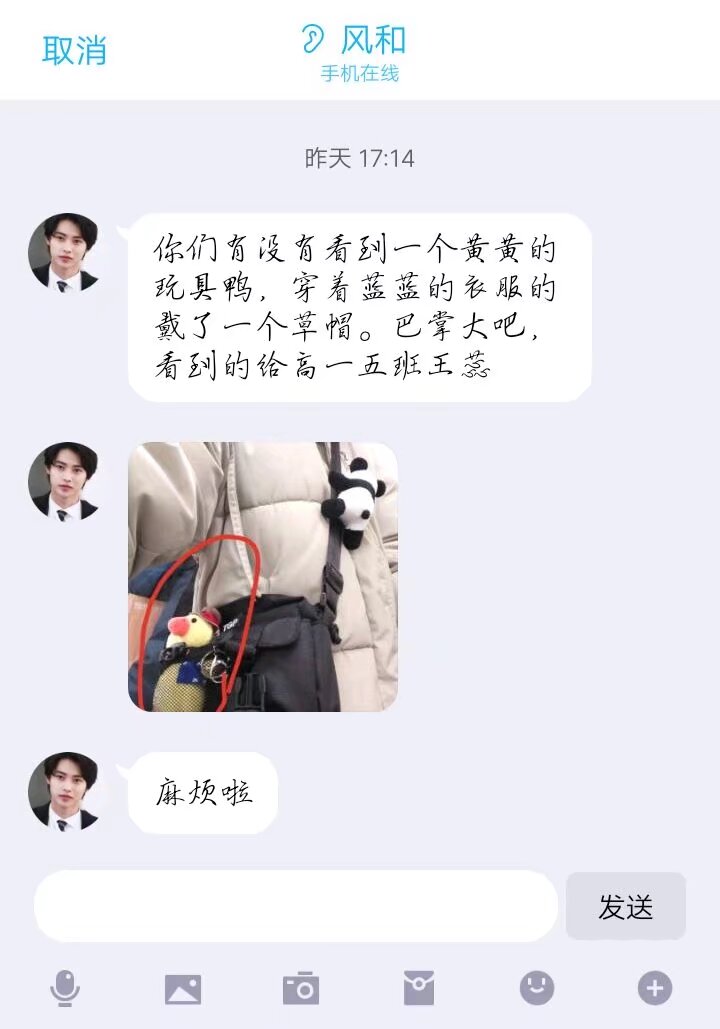 取消
风和
手机在线
昨天 17:14
你们有没有看到一个黄黄的
玩具鸭，穿着蓝蓝的衣服的
戴了一个草帽。巴掌大吧，
看到的给高一五班王蕊
TGP
麻烦啦
发送